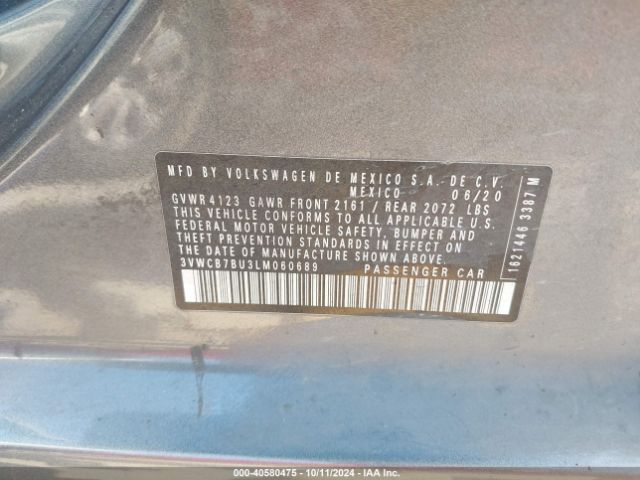 MFD BY VOLKSWAGEN DE MEXICO S.A. DE C.V.
MEXICO 06/20
GVWR 4123 GAWR FRONT 2161 / REAR 2072 LBS
THIS VEHICLE CONFORMS TO ALL APPLICABLE U.S.
FEDERAL MOTOR VEHICLE SAFETY, BUMPER AND
THEFT PREVENTION STANDARDS IN EFFECT ON
THE DATE OF MANUFACTURE SHOWN ABOVE.
3VWCB7BU3LM060689 PASSENGER CAR
1621446 3387 M
000-40580475 - 10/11/2024 - IAA Inc.